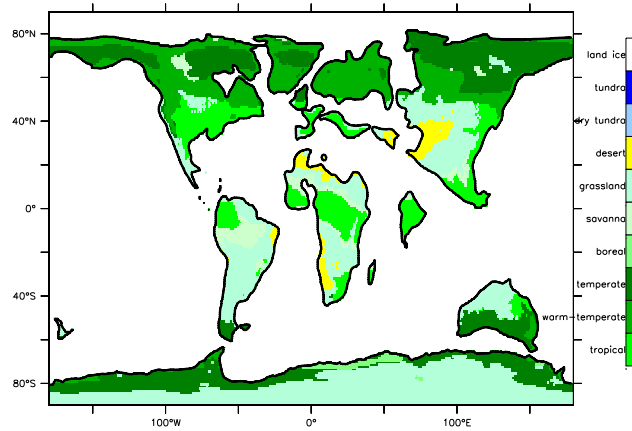 80°N
40°N
0°
40°S
80°S
100°W
0°
100°E
land ice
tundra
dry tundra
desert
grassland
savanna
boreal
temperate
warm-temperate
tropical